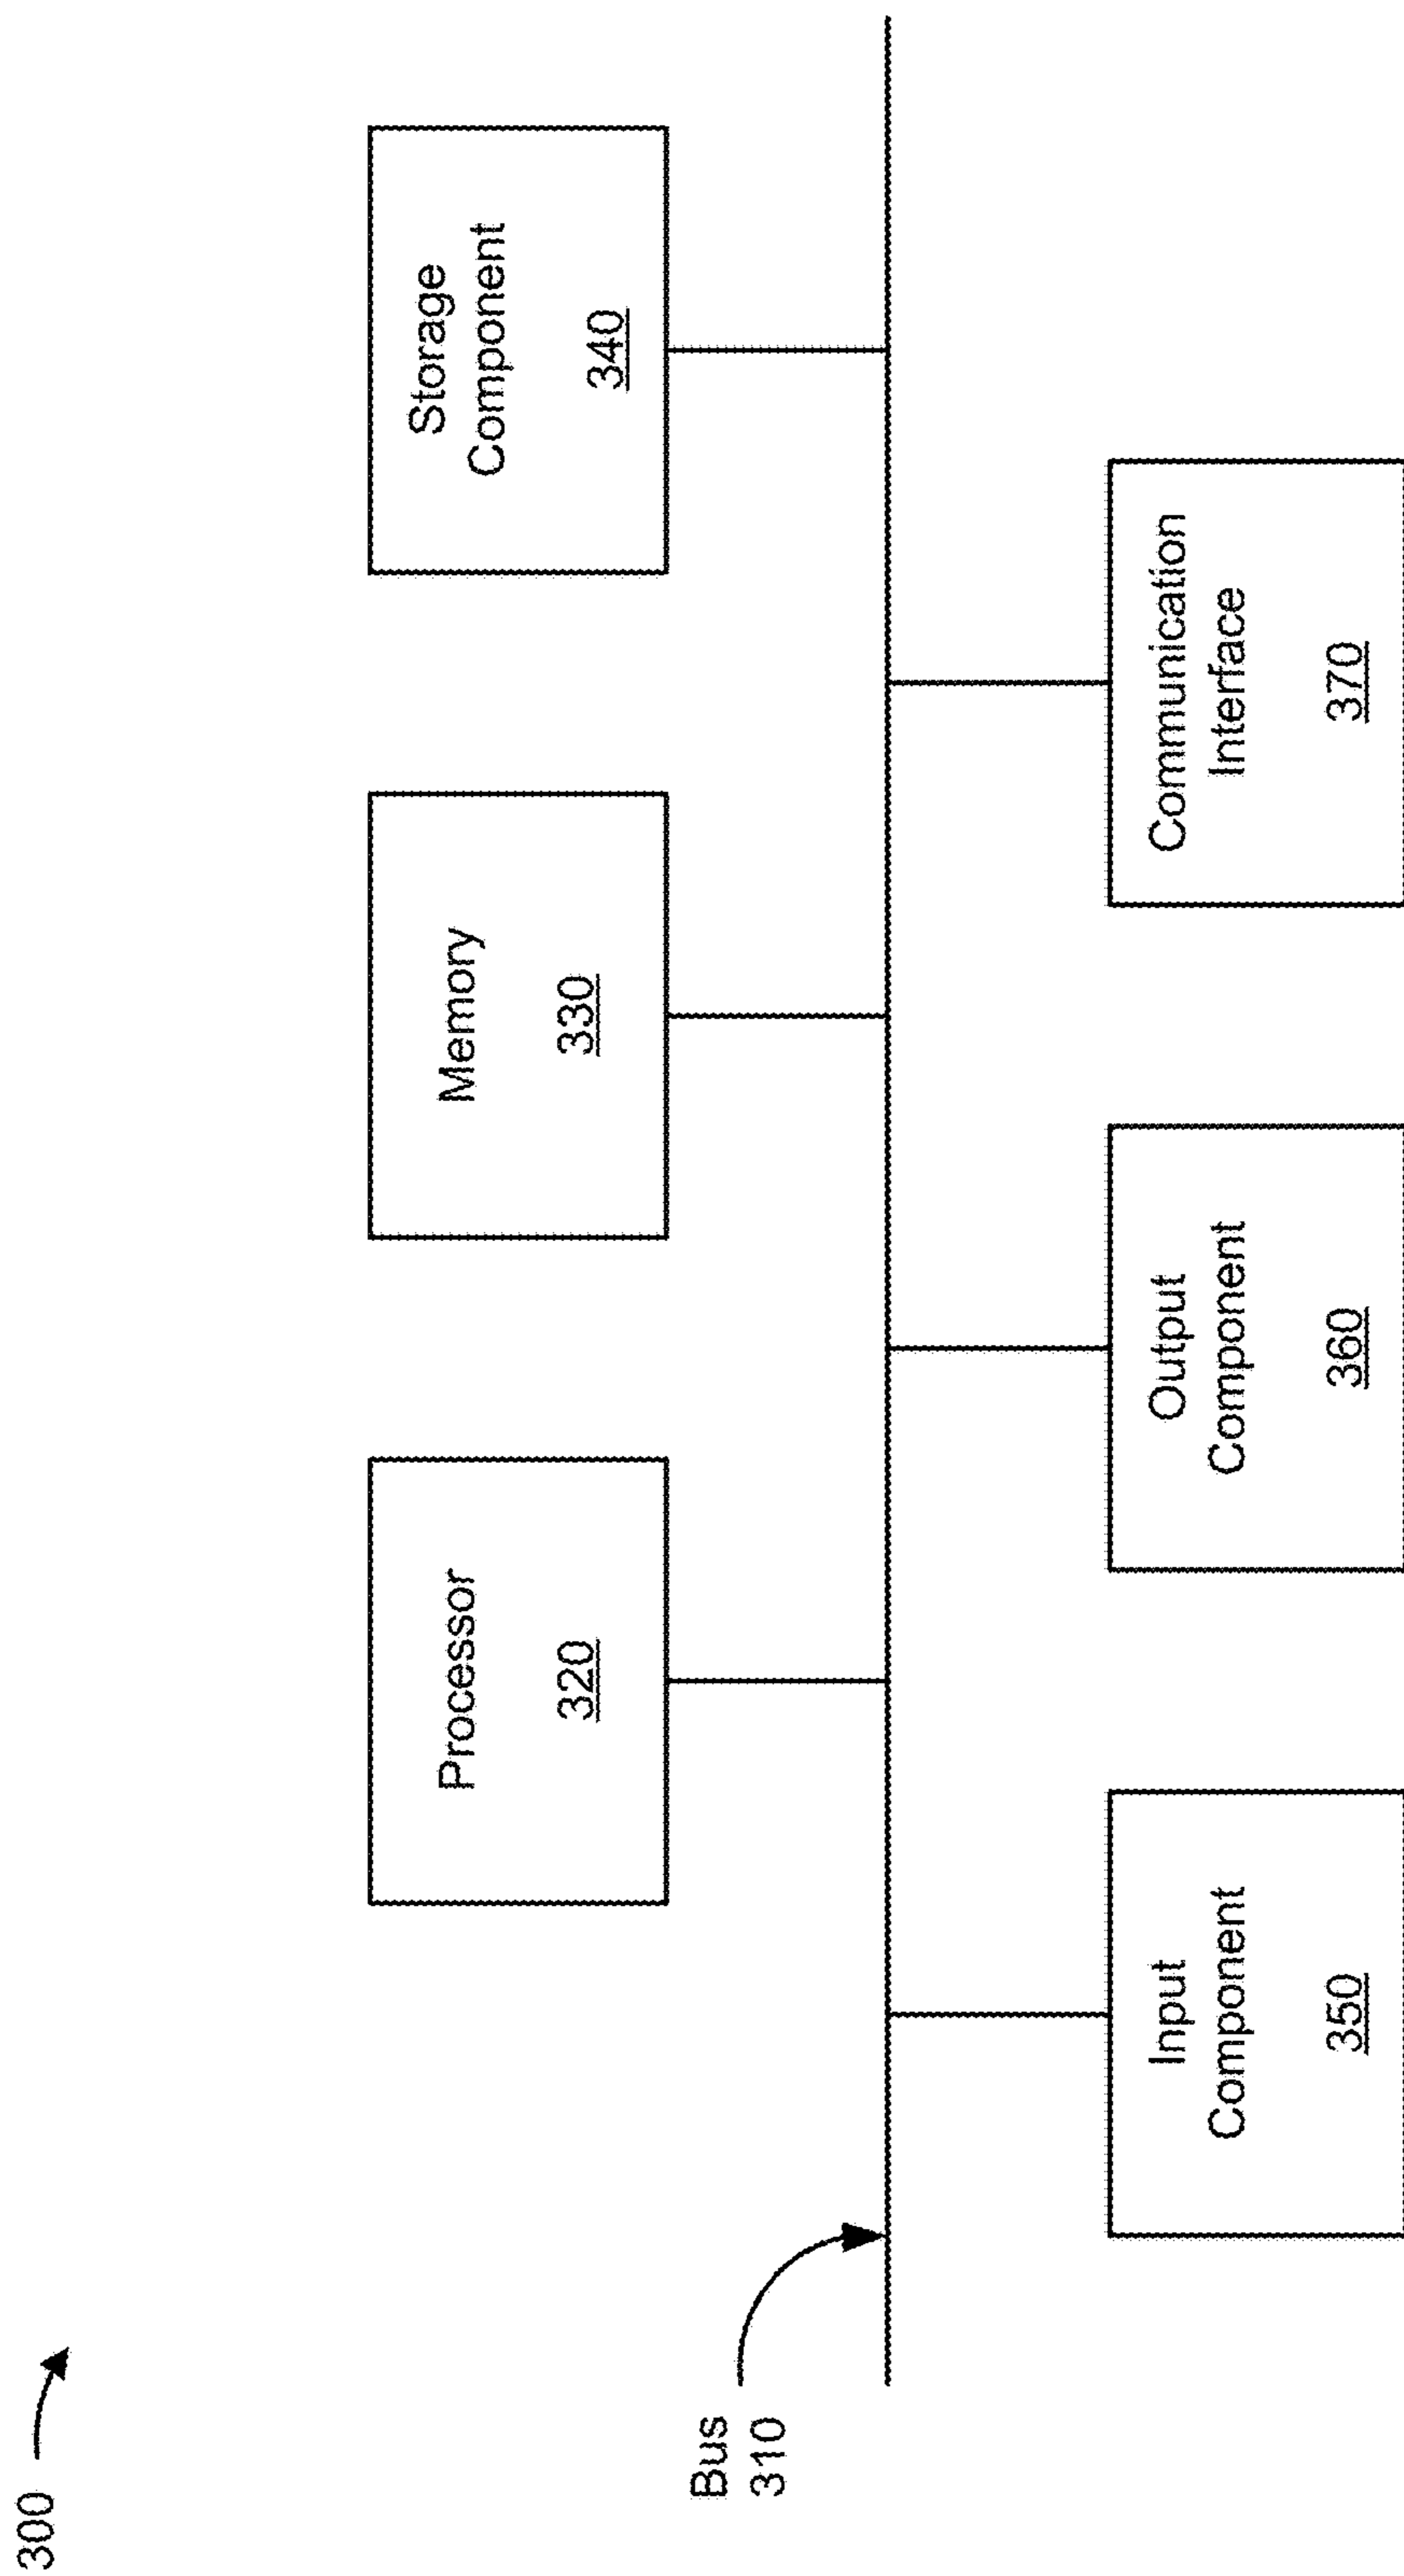 300
Processor
320
Memory
330
Storage
Component
340
Bus
310
Input
Component
350
Output
Component
360
Communication
Interface
370